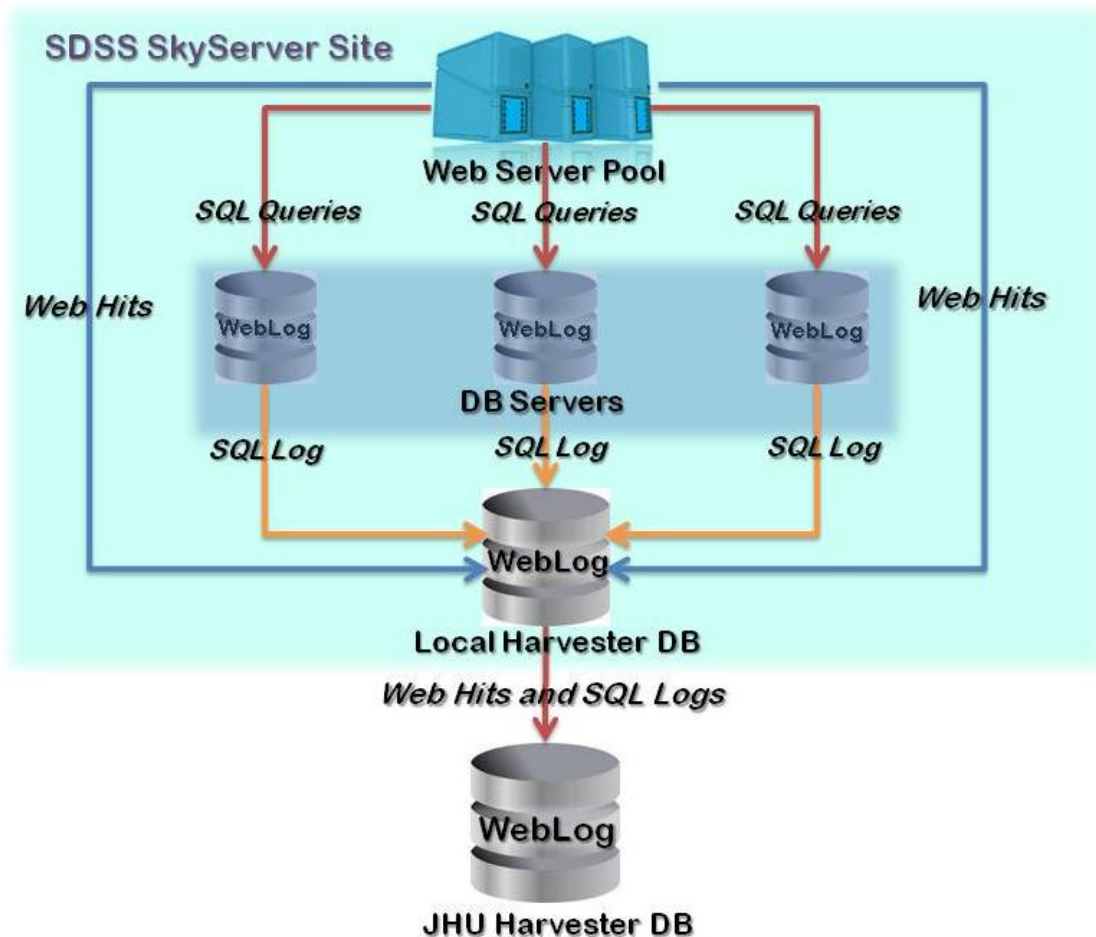 SDSS SkyServer Site
Web Server Pool
SQL Queries
SQL Queries
SQL Queries
Web Hits
WebLog
WebLog
WebLog
Web Hits
DB Servers
SQL Log
SQL Log
SQL Log
WebLog
Local Harvester DB
Web Hits and SQL Logs
WebLog
JHU Harvester DB